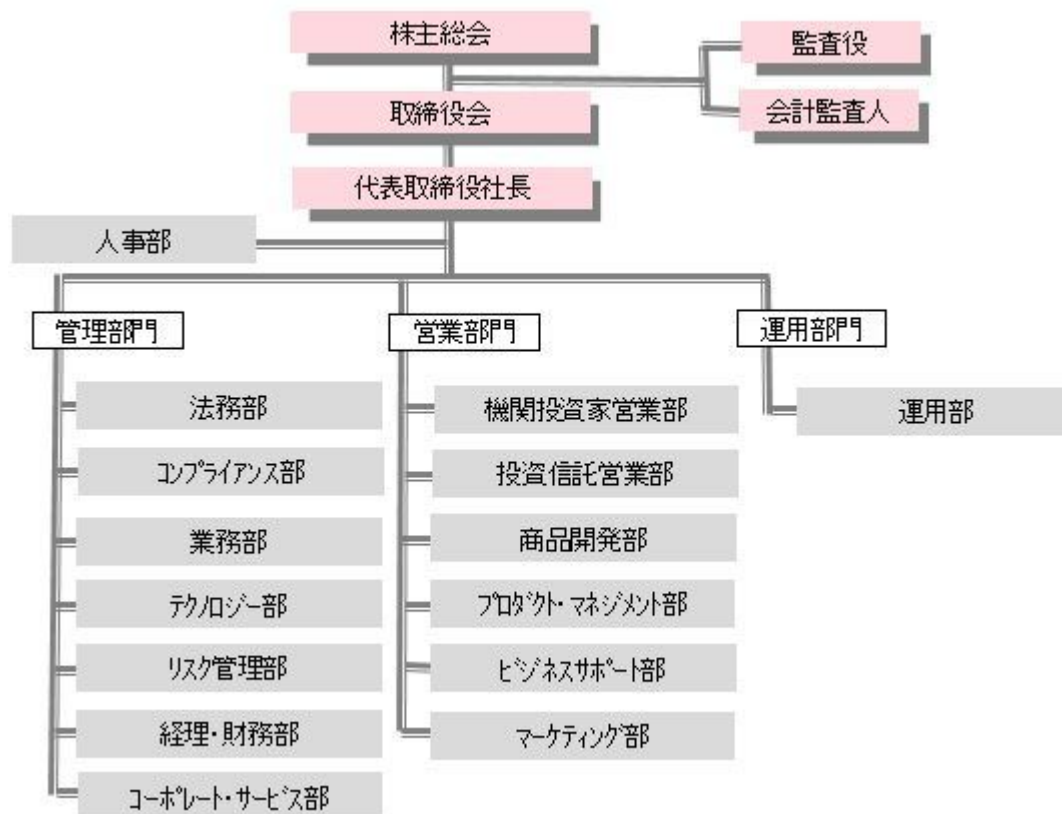 株主総会
監査役
取締役会
会計監査人
代表取締役社長
人事部
管理部門
営業部門
運用部門
法務部
コンプライアンス部
業務部
テクノロジー部
リスク管理部
経理・財務部
コーポレート・サービス部
機関投資家営業部
投資信託営業部
商品開発部
プロダクト・マネジメント部
ビジネスサポート部
マーケティング部
運用部